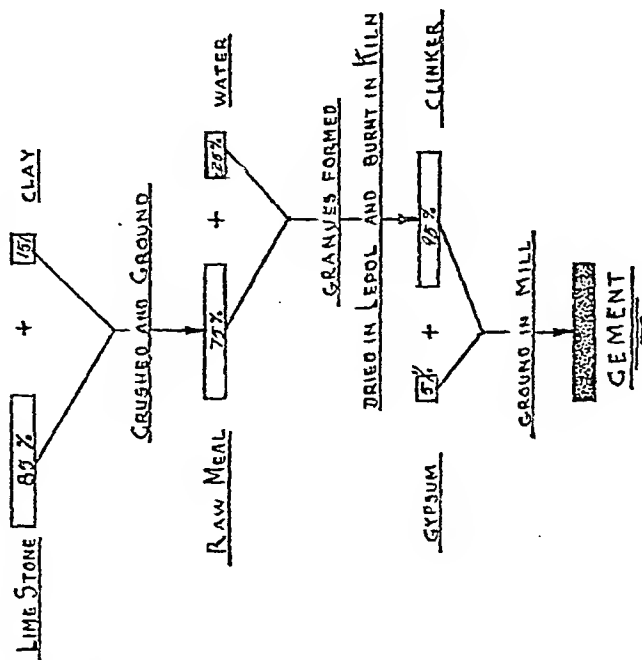 LIME STONE 85% + 15% CLAY
CRUSHED AND GROUND
RAW MEAL 75% + 25% WATER
GRANUES FORMED
DRIED IN LEPOL AND BURNT IN KILN
GYPSUM 5% + 95% CLINKER
GROUND IN MILL
CEMENT